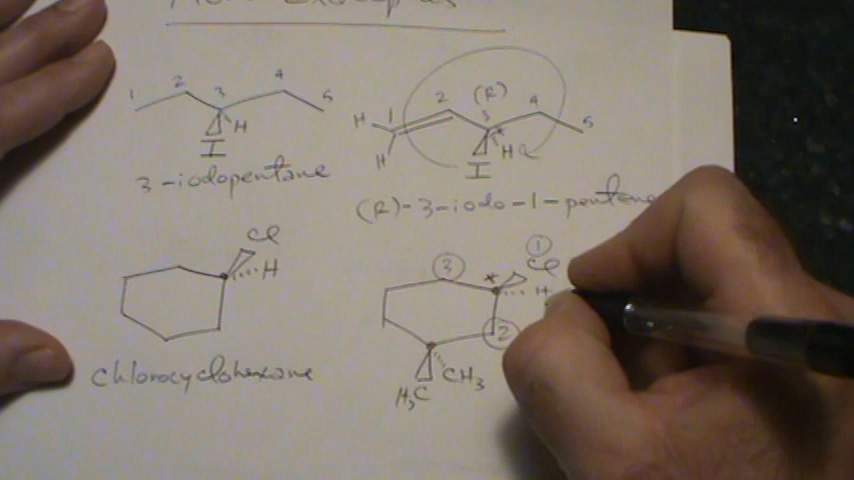 1 2 3 4 5
H
I
3-iodopentane
(R)
H 1 2 3 4 5
H
* H
I
(R)-3-iodo-1-pentene
Cl
H
chlorocyclohexane
1
3 * Cl
H
2
CH3
H3C